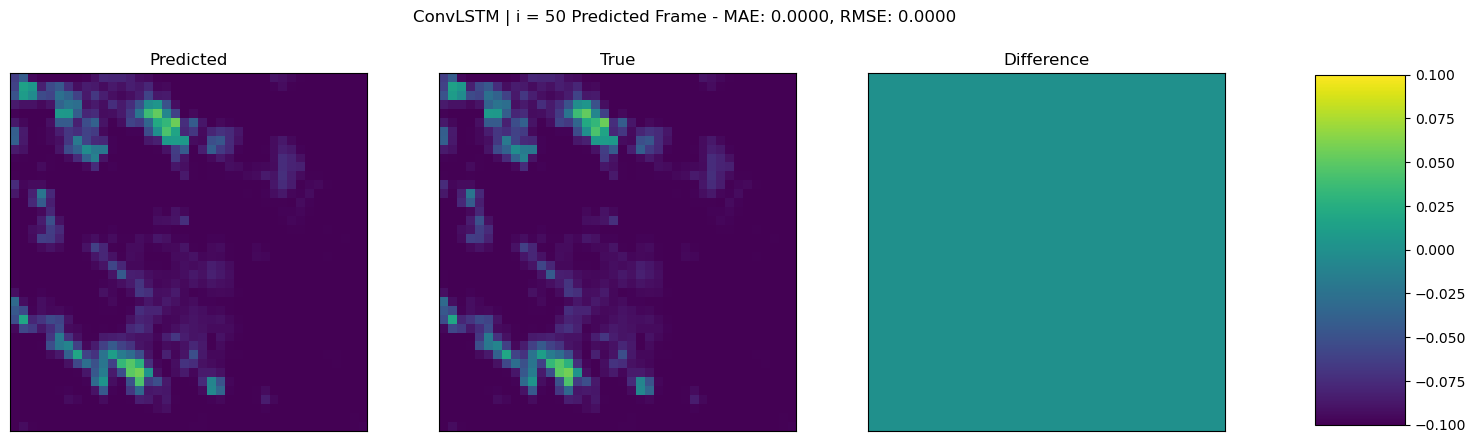 ConvLSTM | i = 50 Predicted Frame - MAE: 0.0000, RMSE: 0.0000
Predicted
True
Difference
0.100
0.075
0.050
0.025
0.000
−0.025
−0.050
−0.075
−0.100